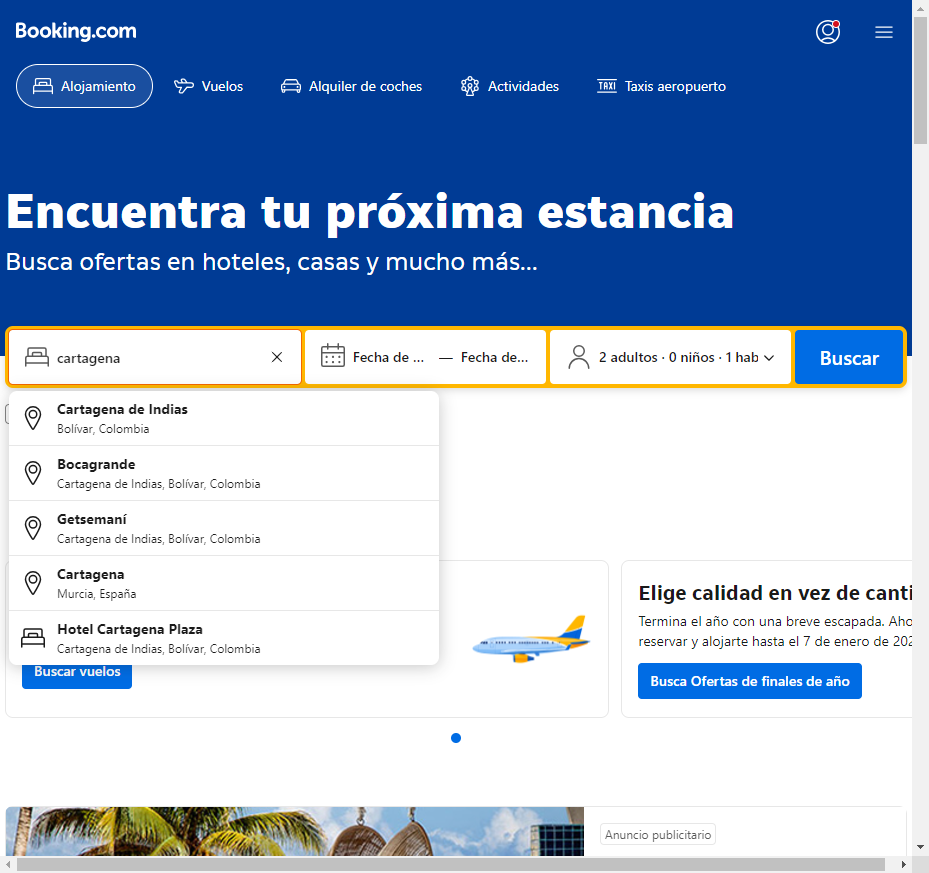 Booking.com
Alojamiento
Vuelos
Alquiler de coches
Actividades
TAXI
Taxis aeropuerto
Encuentra tu próxima estancia
Busca ofertas en hoteles, casas y mucho más...
cartagena
Fecha de ... — Fecha de...
2 adultos · 0 niños · 1 hab
Buscar
Cartagena de Indias
Bolívar, Colombia
Bocagrande
Cartagena de Indias, Bolívar, Colombia
Getsemaní
Cartagena de Indias, Bolívar, Colombia
Cartagena
Murcia, España
Hotel Cartagena Plaza
Cartagena de Indias, Bolívar, Colombia
Buscar vuelos
Elige calidad en vez de canti
Termina el año con una breve escapada. Aho
reservar y alojarte hasta el 7 de enero de 202
Busca Ofertas de finales de año
Anuncio publicitario